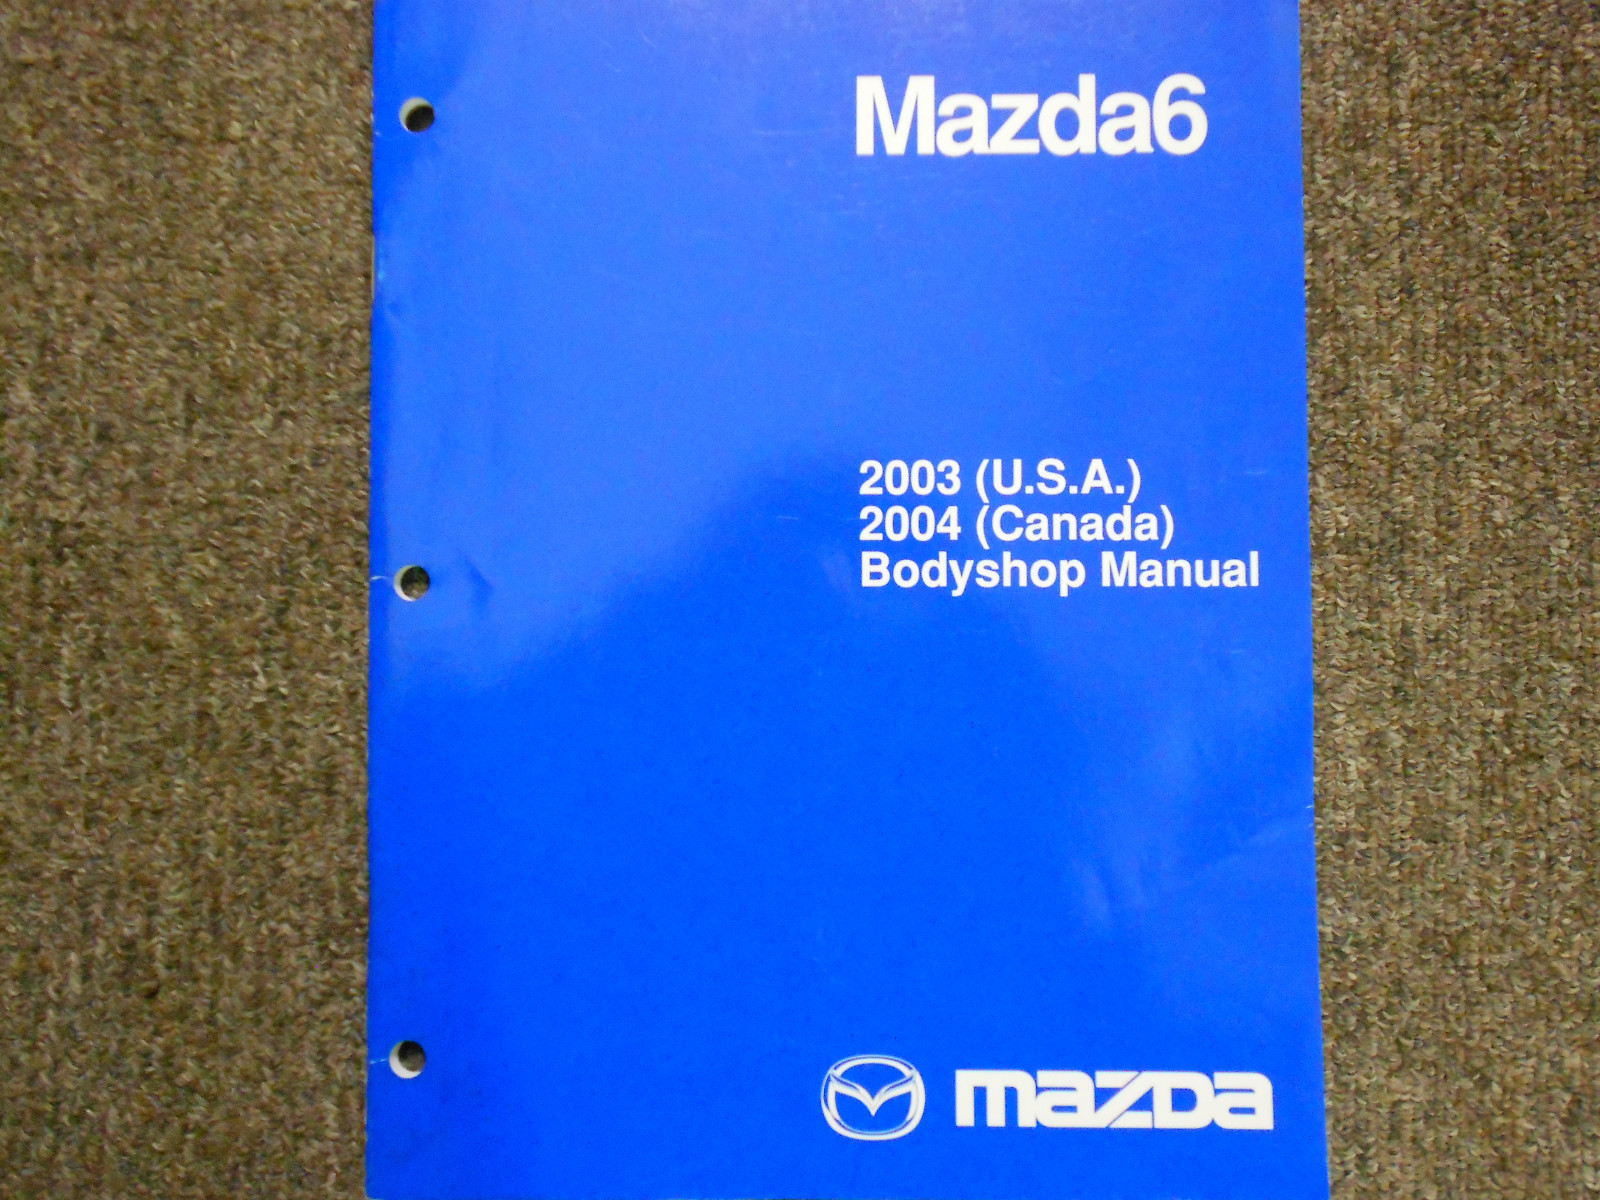 Mazda6
2003 (U.S.A.)
2004 (Canada)
Bodyshop Manual
mazda